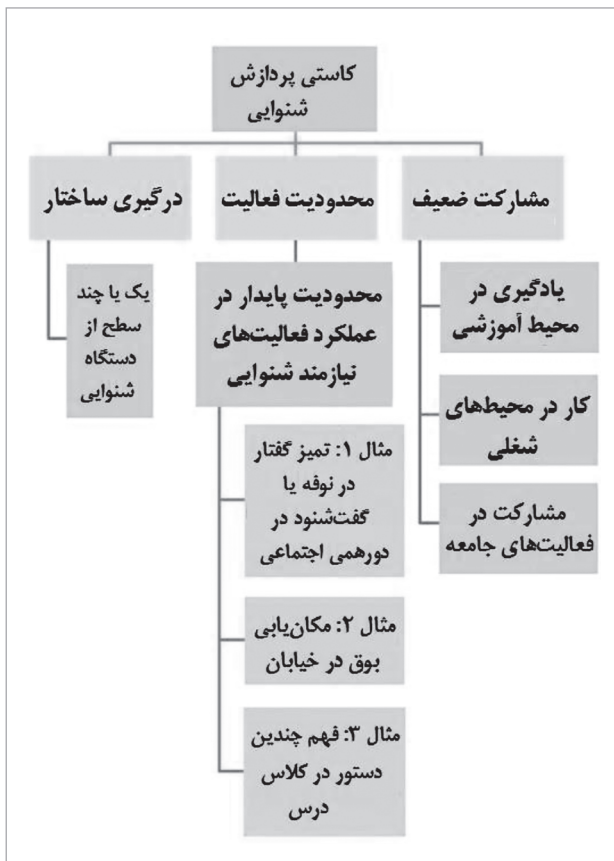 کاستی پردازش
شنوایی
مشارکت ضعیف
یادگیری در
محیط آموزشی
کار در محیط‌های
شغلی
مشارکت در
فعالیت‌های جامعه
محدودیت فعالیت
محدودیت پایدار در
عملکرد فعالیت‌های
نیازمند شنوایی
مثال ۱: تمیز گفتار
در نوفه یا
گفت‌شنود در
دورهمی اجتماعی
مثال ۲: مکان‌یابی
بوق در خیابان
مثال ۳: فهم چندین
دستور در کلاس
درس
درگیری ساختار
یک یا چند
سطح از
دستگاه
شنوایی